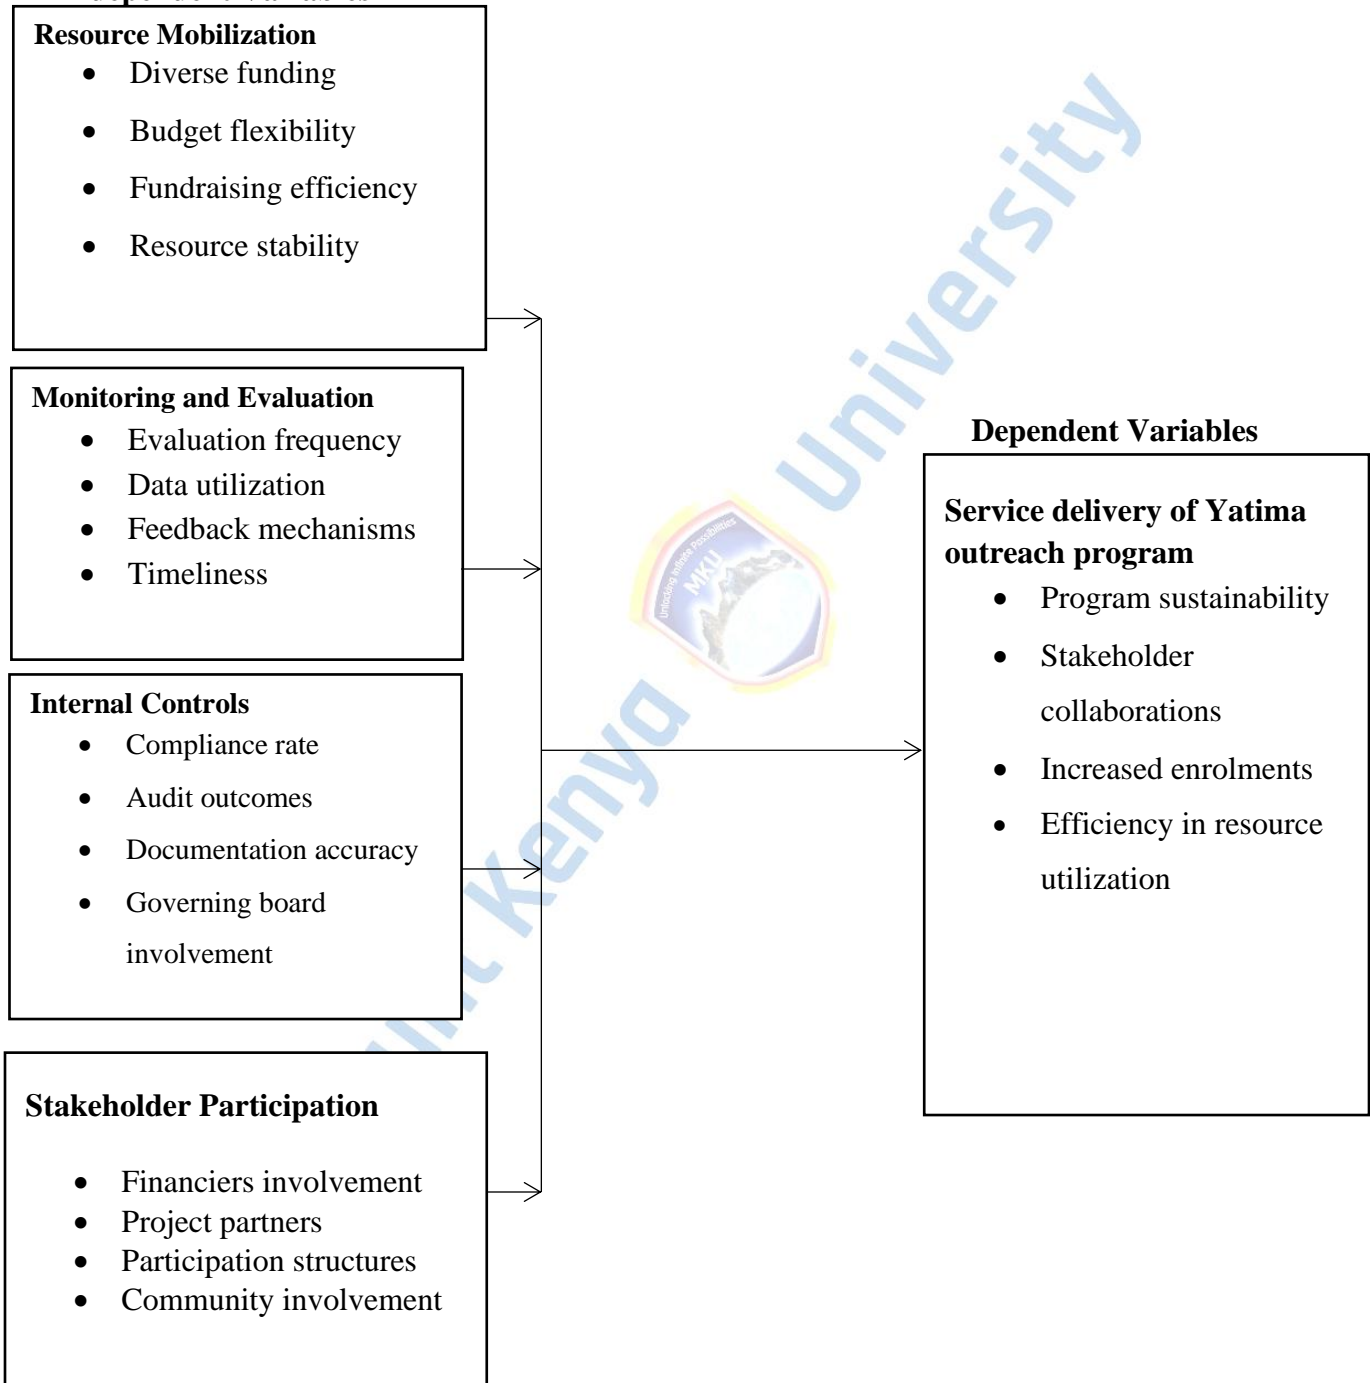 Resource Mobilization
• Diverse funding
• Budget flexibility
• Fundraising efficiency
• Resource stability
Monitoring and Evaluation
• Evaluation frequency
• Data utilization
• Feedback mechanisms
• Timeliness
Internal Controls
• Compliance rate
• Audit outcomes
• Documentation accuracy
• Governing board
involvement
Stakeholder Participation
• Financiers involvement
• Project partners
• Participation structures
• Community involvement
Dependent Variables
Service delivery of Yatima
outreach program
• Program sustainability
• Stakeholder
collaborations
• Increased enrolments
• Efficiency in resource
utilization
Kenya University
Unlocking Infinite Possibilities
MKU